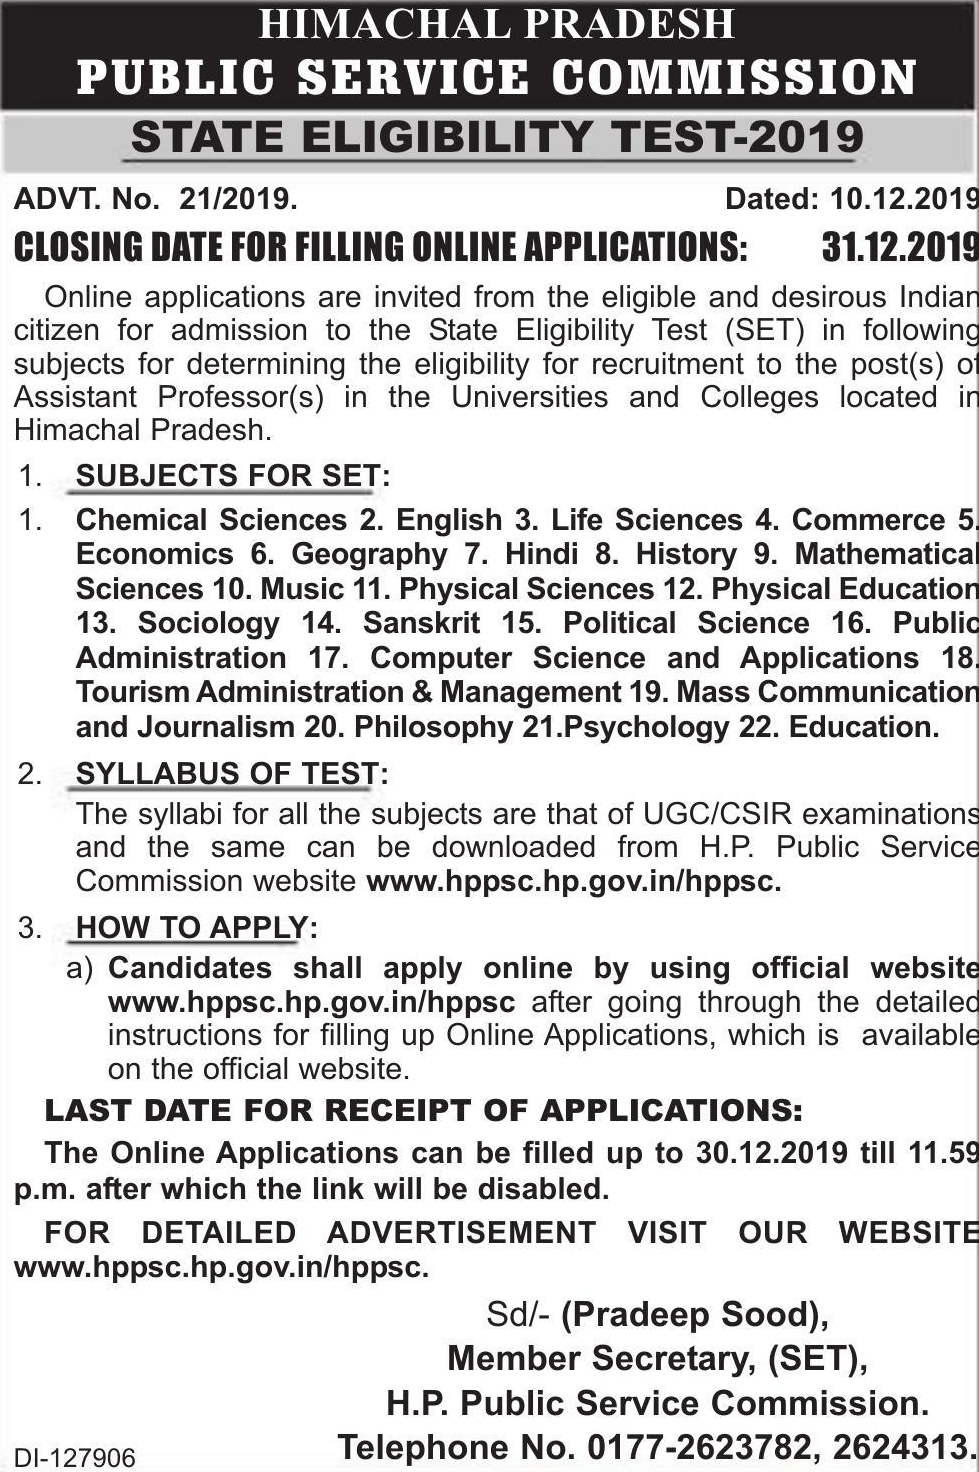 HIMACHAL PRADESH
PUBLIC SERVICE COMMISSION
STATE ELIGIBILITY TEST-2019
ADVT. No. 21/2019. Dated: 10.12.2019
CLOSING DATE FOR FILLING ONLINE APPLICATIONS: 31.12.2019
Online applications are invited from the eligible and desirous Indian
citizen for admission to the State Eligibility Test (SET) in following
subjects for determining the eligibility for recruitment to the post(s) of
Assistant Professor(s) in the Universities and Colleges located in
Himachal Pradesh.
1. SUBJECTS FOR SET:
1. Chemical Sciences 2. English 3. Life Sciences 4. Commerce 5.
Economics 6. Geography 7. Hindi 8. History 9. Mathematical
Sciences 10. Music 11. Physical Sciences 12. Physical Education
13. Sociology 14. Sanskrit 15. Political Science 16. Public
Administration 17. Computer Science and Applications 18.
Tourism Administration & Management 19. Mass Communication
and Journalism 20. Philosophy 21.Psychology 22. Education.
2. SYLLABUS OF TEST:
The syllabi for all the subjects are that of UGC/CSIR examinations
and the same can be downloaded from H.P. Public Service
Commission website www.hppsc.hp.gov.in/hppsc.
3. HOW TO APPLY:
a) Candidates shall apply online by using official website
www.hppsc.hp.gov.in/hppsc after going through the detailed
instructions for filling up Online Applications, which is available
on the official website.
LAST DATE FOR RECEIPT OF APPLICATIONS:
The Online Applications can be filled up to 30.12.2019 till 11.59
p.m. after which the link will be disabled.
FOR DETAILED ADVERTISEMENT VISIT OUR WEBSITE
www.hppsc.hp.gov.in/hppsc.
Sd/- (Pradeep Sood),
Member Secretary, (SET),
H.P. Public Service Commission.
Telephone No. 0177-2623782, 2624313.
DI-127906